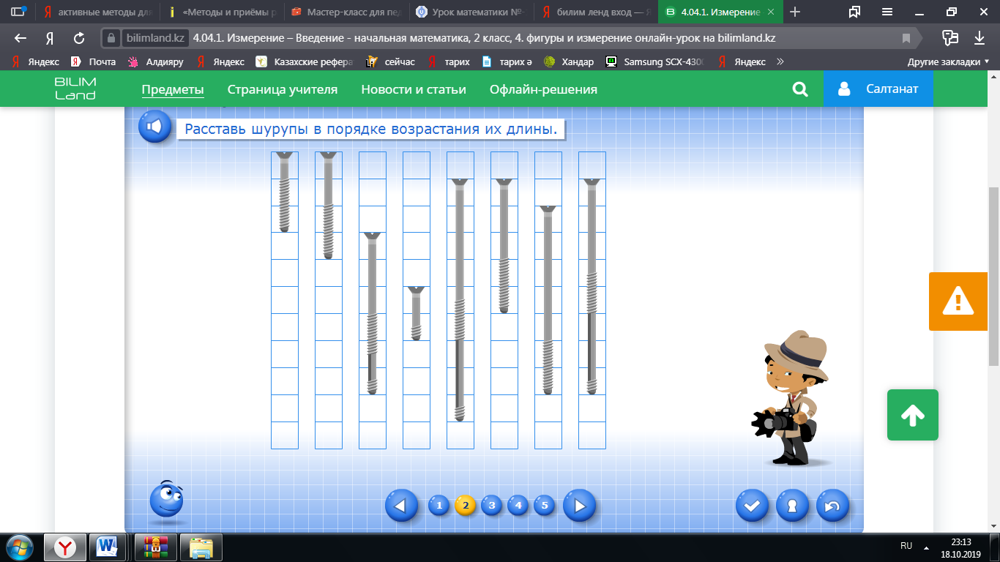 активные методы для
«Методы и приёмы р
Мастер-класс для пед
Урок математики №-
билим ленд вход — Я
4.04.1. Измерение
bilimland.kz
4.04.1. Измерение – Введение - начальная математика, 2 класс, 4. фигуры и измерение онлайн-урок на bilimland.kz
Яндекс
Почта
Алдияру
Яндекс
Казахские рефера
сейчас
тарих
тарих ә
Хандар
Samsung SCX-4300
Яндекс
Другие закладки
BILIM
Land
Предметы
Страница учителя
Новости и статьи
Офлайн-решения
Салтанат
Расставь шурупы в порядке возрастания их длины.
1
2
3
4
5
RU
23:13
18.10.2019